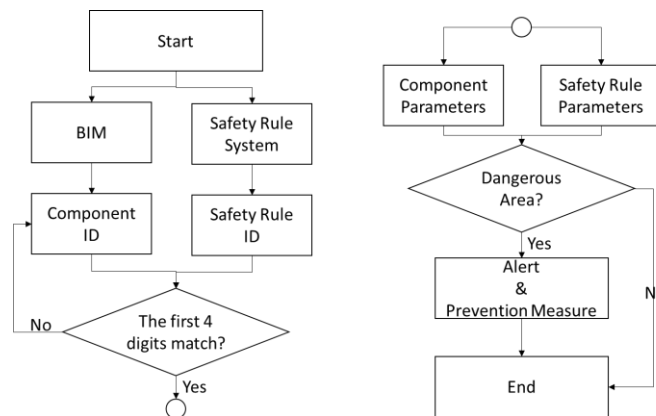 Start
BIM
Safety Rule
System
Component
ID
Safety Rule
ID
No
The first 4
digits match?
Yes
Component
Parameters
Safety Rule
Parameters
Dangerous
Area?
Yes
Alert
&
Prevention Measure
N
End